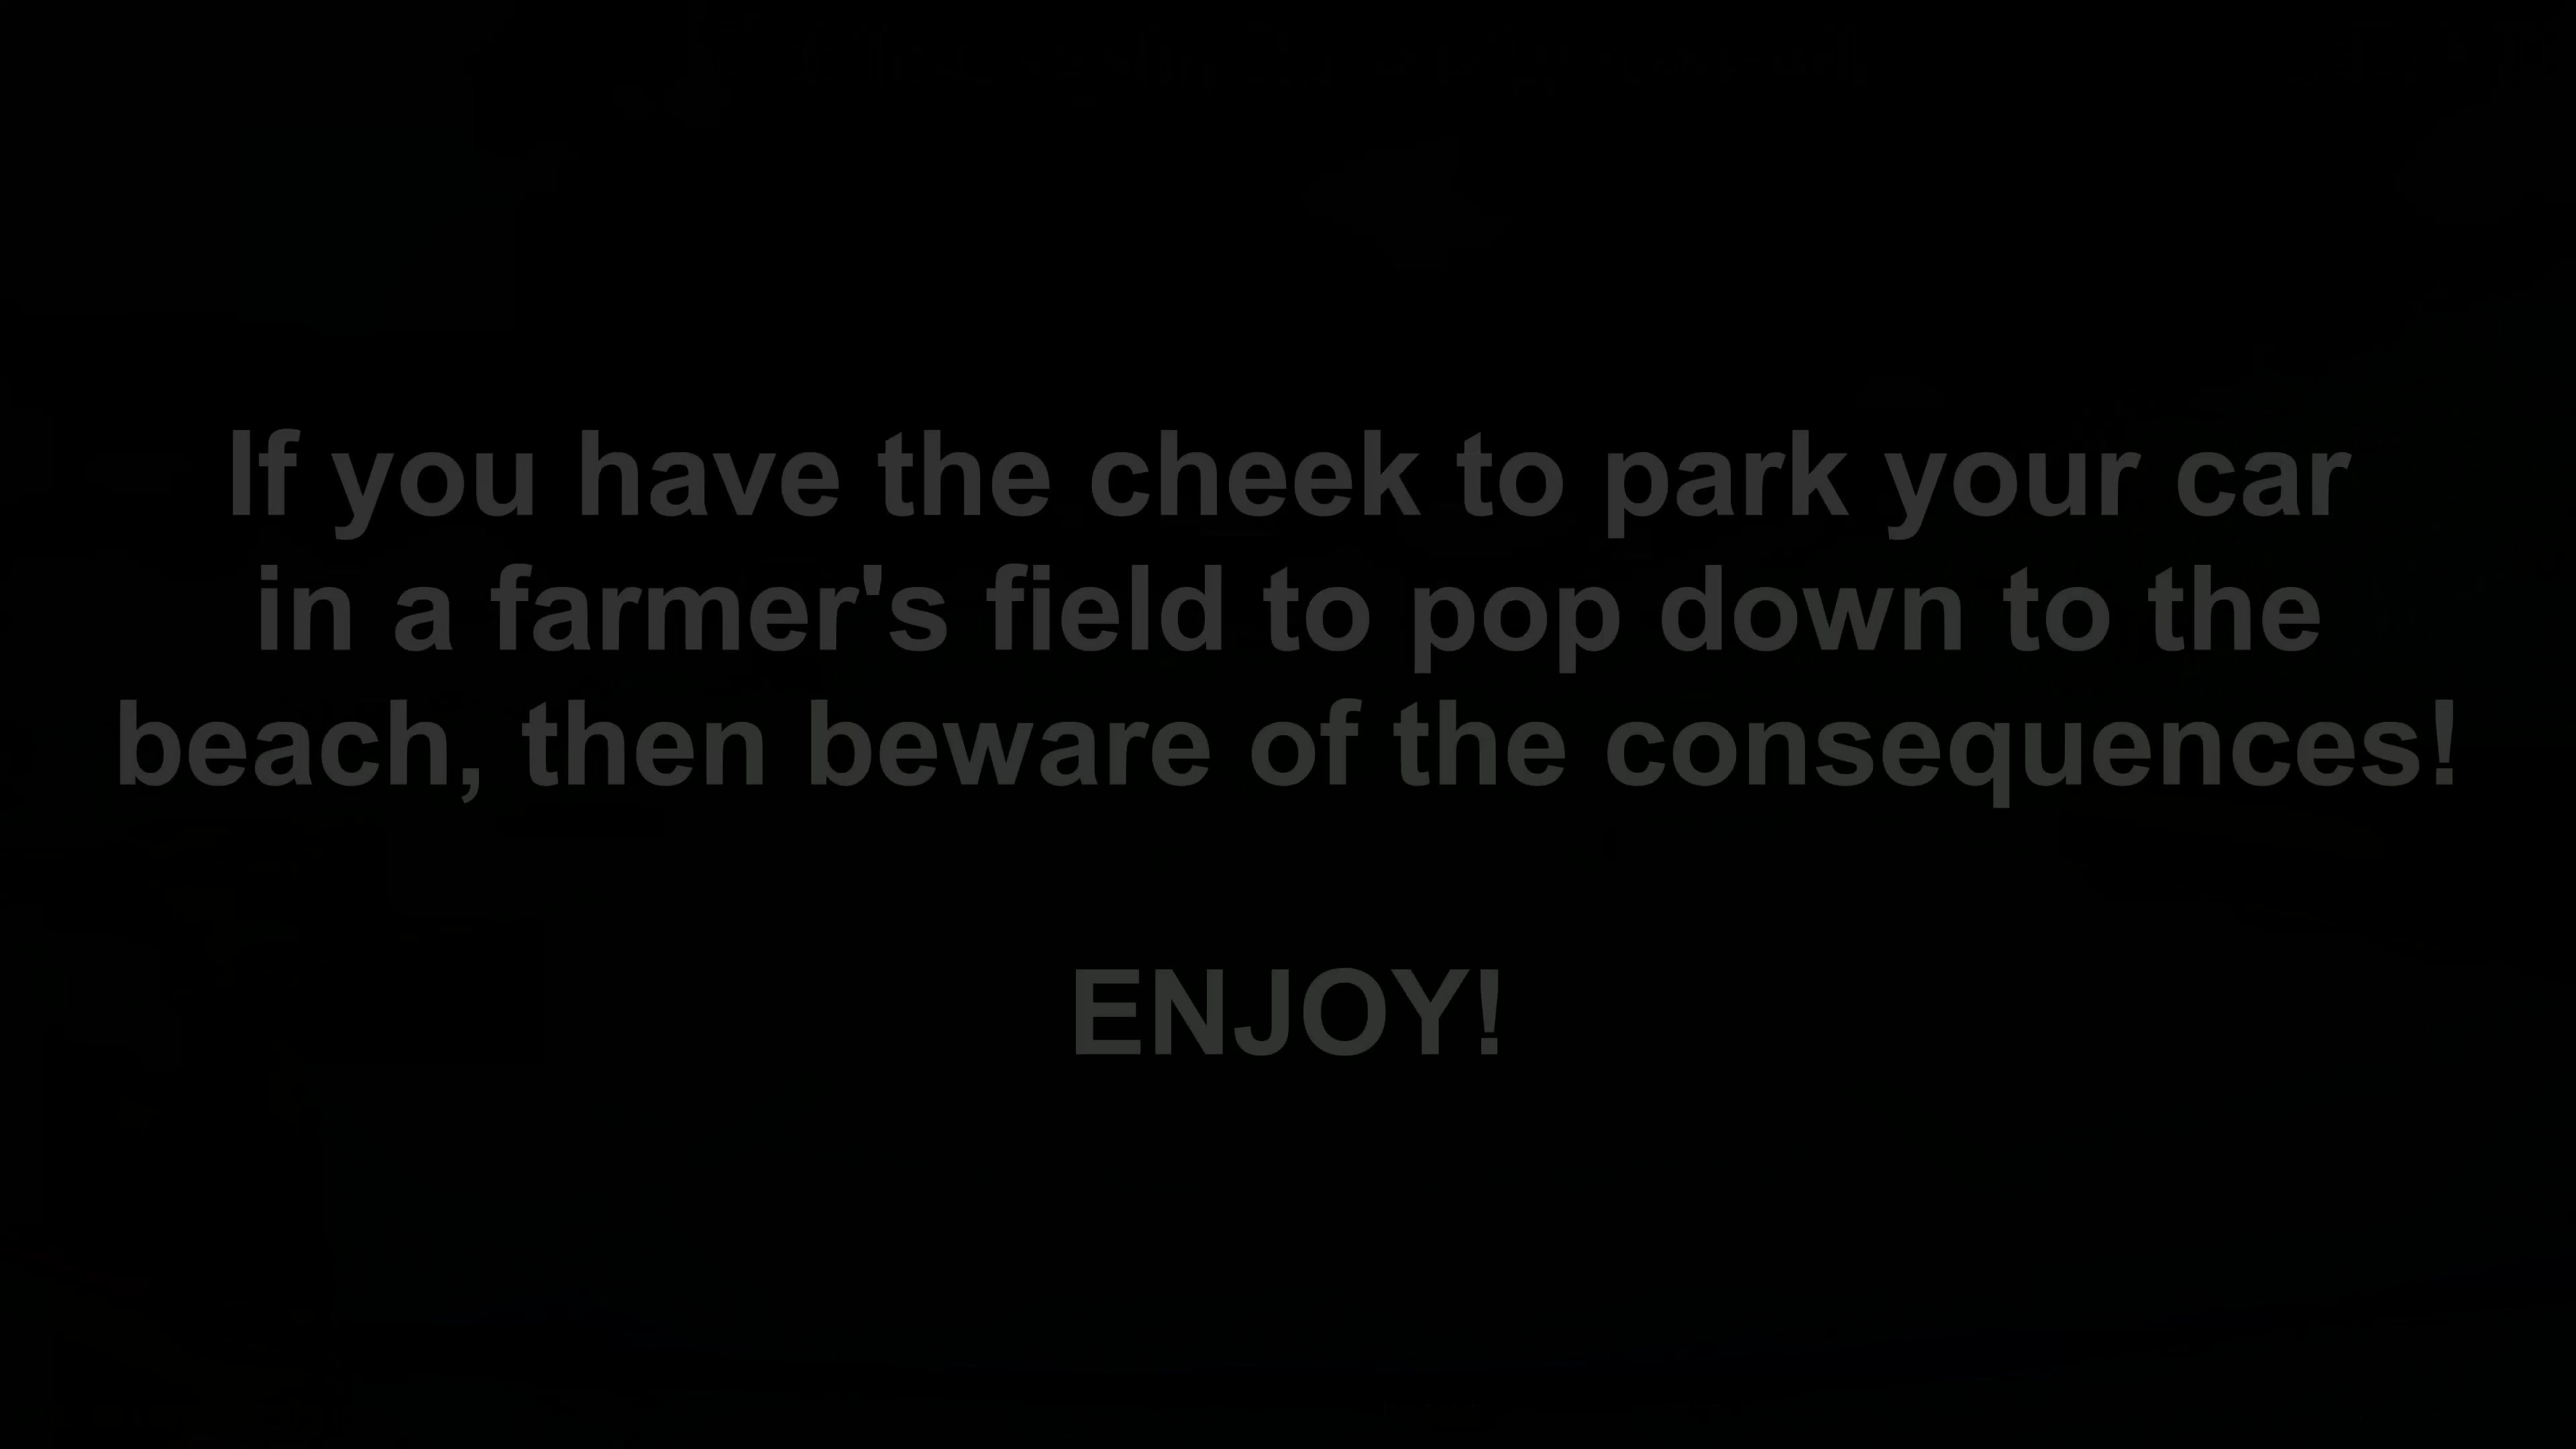 If you have the cheek to park your car
in a farmer's field to pop down to the
beach, then beware of the consequences!
ENJOY!